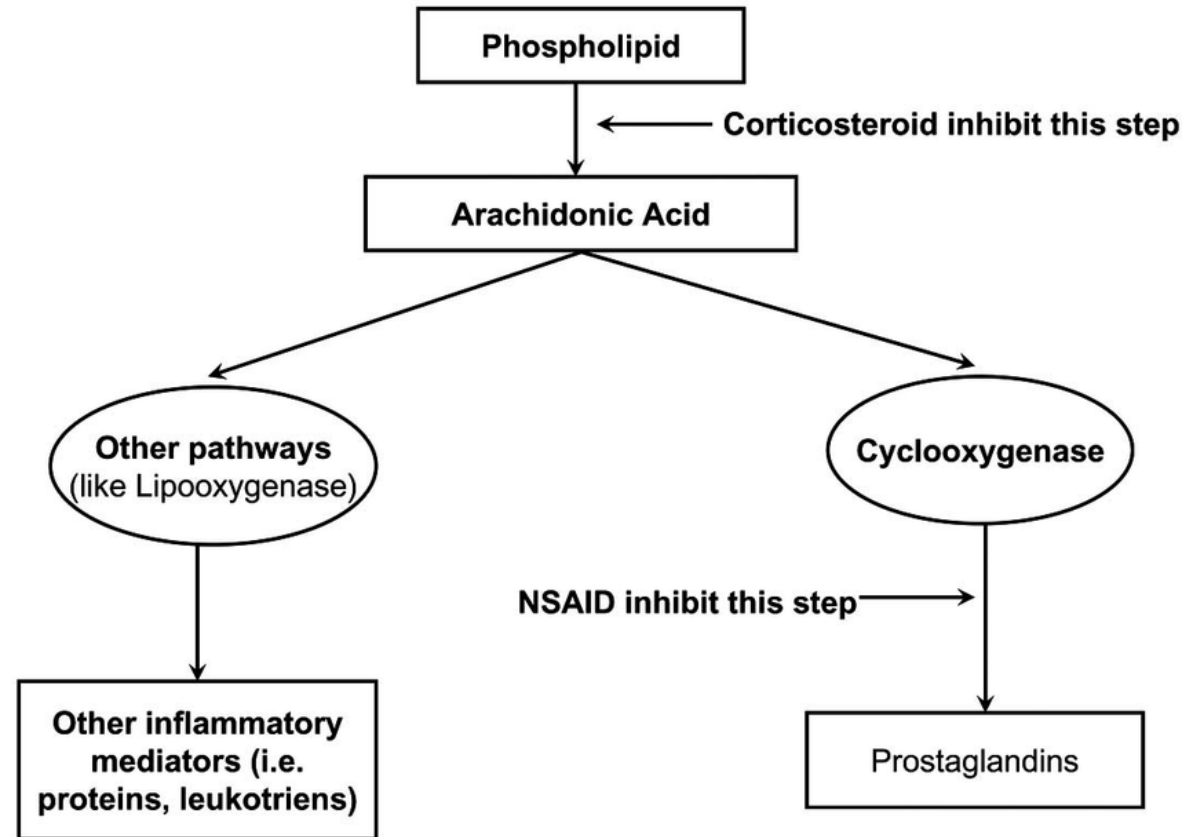 Phospholipid
Corticosteroid inhibit this step
Arachidonic Acid
Other pathways
(like Lipooxygenase)
Cyclooxygenase
NSAID inhibit this step
Other inflammatory
mediators (i.e.
proteins, leukotriens)
Prostaglandins